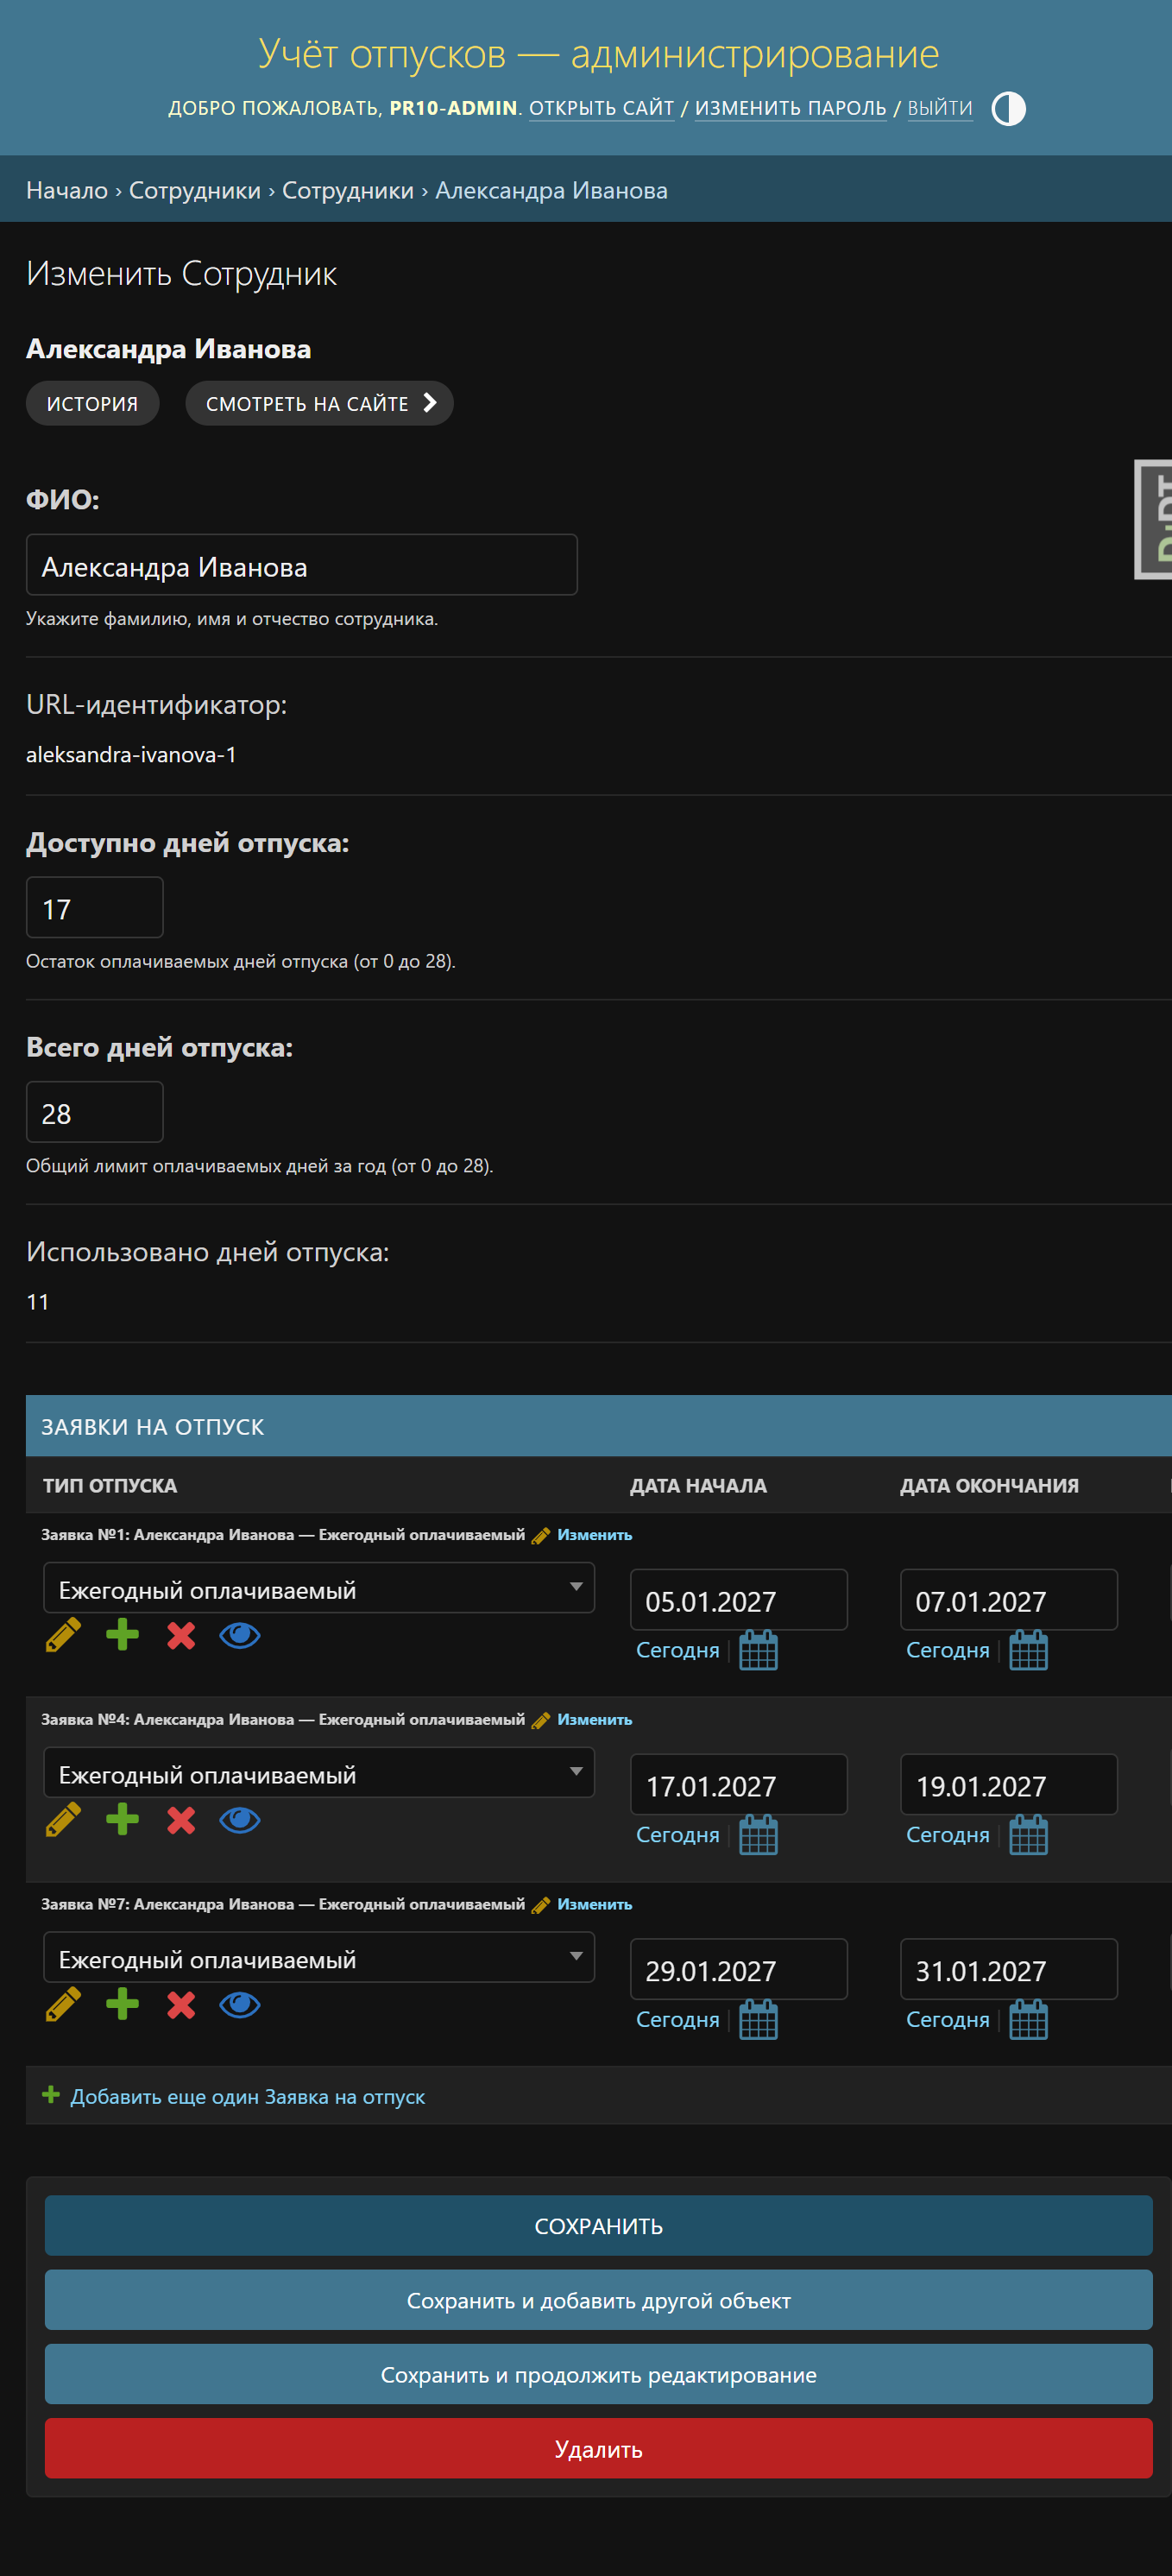 Учёт отпусков — администрирование
ДОБРО ПОЖАЛОВАТЬ, PR10-ADMIN. ОТКРЫТЬ САЙТ / ИЗМЕНИТЬ ПАРОЛЬ / ВЫЙТИ
Начало › Сотрудники › Сотрудники › Александра Иванова
Изменить Сотрудник
Александра Иванова
ИСТОРИЯ СМОТРЕТЬ НА САЙТЕ
ФИО:
Александра Иванова
Укажите фамилию, имя и отчество сотрудника.
URL-идентификатор:
aleksandra-ivanova-1
Доступно дней отпуска:
17
Остаток оплачиваемых дней отпуска (от 0 до 28).
Всего дней отпуска:
28
Общий лимит оплачиваемых дней за год (от 0 до 28).
Использовано дней отпуска:
11
ЗАЯВКИ НА ОТПУСК
ТИП ОТПУСКА ДАТА НАЧАЛА ДАТА ОКОНЧАНИЯ
Заявка №1: Александра Иванова — Ежегодный оплачиваемый Изменить
Ежегодный оплачиваемый 05.01.2027 07.01.2027
Сегодня | Сегодня |
Заявка №4: Александра Иванова — Ежегодный оплачиваемый Изменить
Ежегодный оплачиваемый 17.01.2027 19.01.2027
Сегодня | Сегодня |
Заявка №7: Александра Иванова — Ежегодный оплачиваемый Изменить
Ежегодный оплачиваемый 29.01.2027 31.01.2027
Сегодня | Сегодня |
Добавить еще один Заявка на отпуск
СОХРАНИТЬ
Сохранить и добавить другой объект
Сохранить и продолжить редактирование
Удалить